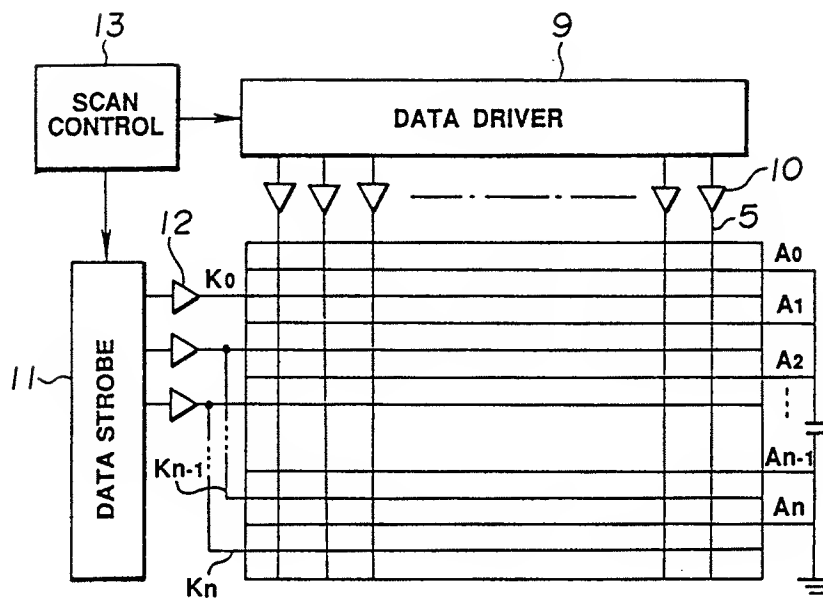 13
9
SCAN
CONTROL
DATA DRIVER
10
5
12
K0
A0
A1
A2
11
DATA STROBE
Kn-1
An-1
An
Kn